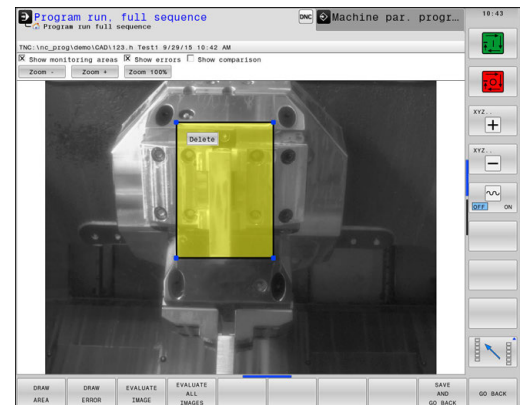 Program run, full sequence
Program run full sequence
DNC
Machine par. progr…
10:43
TNC:\nc_prog\demo\CAD\123.h Test1 9/29/15 10:42 AM
Show monitoring areas
Show errors
Show comparison
Zoom -
Zoom +
Zoom 100%
Delete
XYZ..
XYZ..
OFF
ON
DRAW
AREA
DRAW
ERROR
EVALUATE
IMAGE
EVALUATE
ALL
IMAGES
SAVE
AND
GO BACK
GO BACK